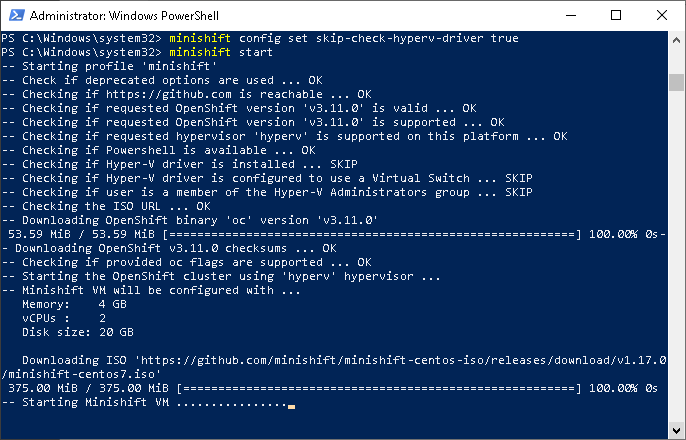 Administrator: Windows PowerShell
PS C:\Windows\system32> minishift config set skip-check-hyperv-driver true
PS C:\Windows\system32> minishift start
-- Starting profile 'minishift'
-- Check if deprecated options are used ... OK
-- Checking if https://github.com is reachable ... OK
-- Checking if requested OpenShift version 'v3.11.0' is valid ... OK
-- Checking if requested OpenShift version 'v3.11.0' is supported ... OK
-- Checking if requested hypervisor 'hyperv' is supported on this platform ... OK
-- Checking if Powershell is available ... OK
-- Checking if Hyper-V driver is installed ... SKIP
-- Checking if Hyper-V driver is configured to use a Virtual Switch ... SKIP
-- Checking if user is a member of the Hyper-V Administrators group ... SKIP
-- Checking the ISO URL ... OK
-- Downloading OpenShift binary 'oc' version 'v3.11.0'
53.59 MiB / 53.59 MiB [===================================================] 100.00% 0s-
- Downloading OpenShift v3.11.0 checksums ... OK
-- Checking if provided oc flags are supported ... OK
-- Starting the OpenShift cluster using 'hyperv' hypervisor ...
-- Minishift VM will be configured with ...
Memory:    4 GB
vCPUs :    2
Disk size: 20 GB
Downloading ISO 'https://github.com/minishift/minishift-centos-iso/releases/download/v1.17.0
/minishift-centos7.iso'
375.00 MiB / 375.00 MiB [=================================================] 100.00% 0s
-- Starting Minishift VM ................